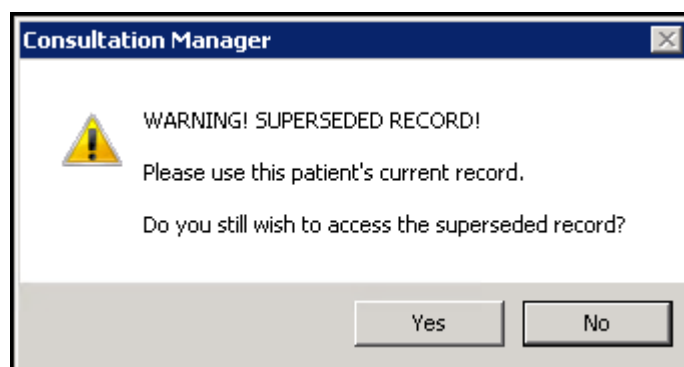 Consultation Manager
WARNING! SUPERSEDED RECORD!
Please use this patient's current record.
Do you still wish to access the superseded record?
Yes
No